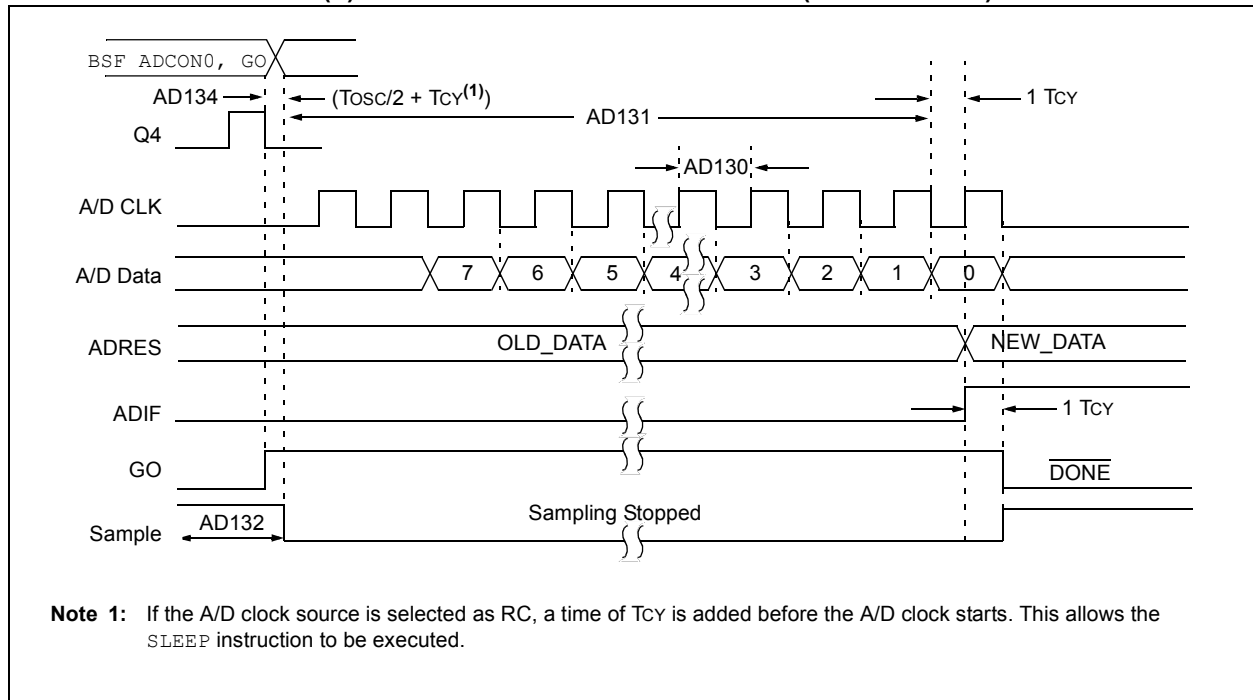 BSF ADCON0, GO
AD134
(TOSC/2 + TCY(1))
1 TCY
AD131
Q4
AD130
A/D CLK
A/D Data
7
6
5
4
3
2
1
0
ADRES
OLD_DATA
NEW_DATA
ADIF
1 TCY
GO
DONE
Sample
AD132
Sampling Stopped
Note 1: If the A/D clock source is selected as RC, a time of TCY is added before the A/D clock starts. This allows the
SLEEP instruction to be executed.